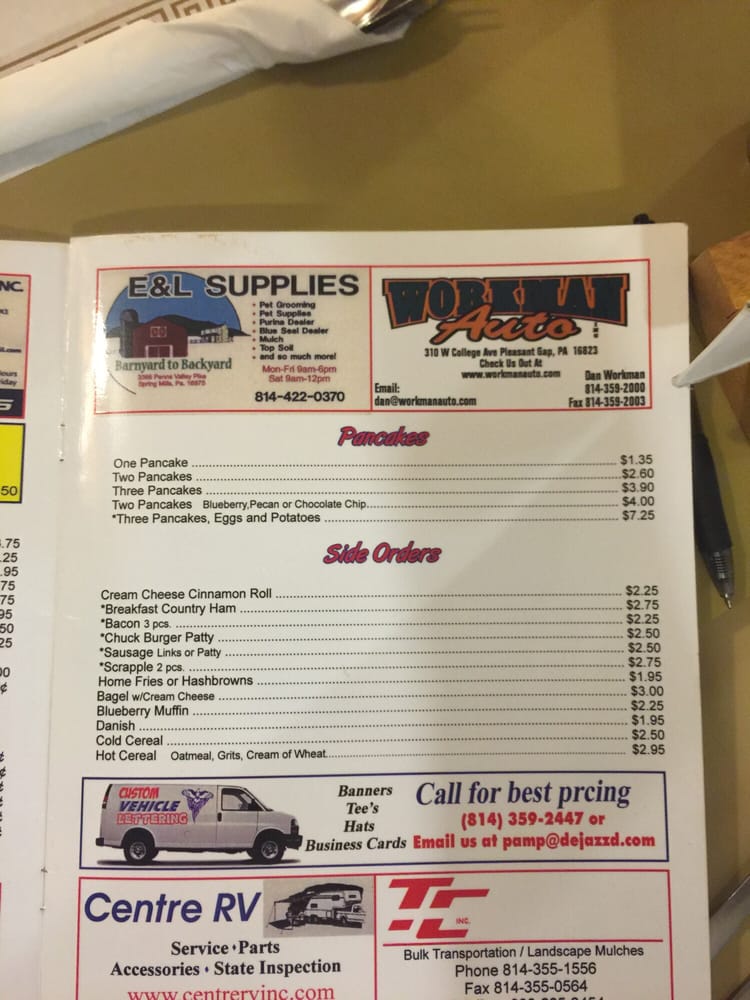 E&L SUPPLIES
• Pet Grooming
• Pet Supplies
• Purina Dealer
• Blue Seal Dealer
• Mulch
• Top Soil
• and so much more!
Barnyard to Backyard
Spring Mills, Pa. 16875
Mon-Fri 9am-6pm
Sat 9am-12pm
814-422-0370
WORKMAN
Auto
INC
310 W College Ave Pleasant Gap, PA 16823
Check Us Out At
www.workmanauto.com
Email:
dan@workmanauto.com
Dan Workman
814-359-2000
Fax 814-359-2003
Pancakes
One Pancake $1.35
Two Pancakes $2.60
Three Pancakes $3.90
Two Pancakes Blueberry,Pecan or Chocolate Chip $4.00
*Three Pancakes, Eggs and Potatoes $7.25
Side Orders
Cream Cheese Cinnamon Roll $2.25
*Breakfast Country Ham $2.75
*Bacon 3 pcs. $2.25
*Chuck Burger Patty $2.50
*Sausage Links or Patty $2.50
*Scrapple 2 pcs. $2.75
Home Fries or Hashbrowns $1.95
Bagel w/Cream Cheese $3.00
Blueberry Muffin $2.25
Danish $1.95
Cold Cereal $2.50
Hot Cereal Oatmeal, Grits, Cream of Wheat $2.95
CUSTOM
VEHICLE
LETTERING
Banners
Tee's
Hats
Business Cards
Call for best prcing
(814) 359-2447 or
Email us at pamp@dejazzd.com
Centre RV
Service • Parts
Accessories • State Inspection
www.centrervinc.com
TC INC.
Bulk Transportation / Landscape Mulches
Phone 814-355-1556
Fax 814-355-0564